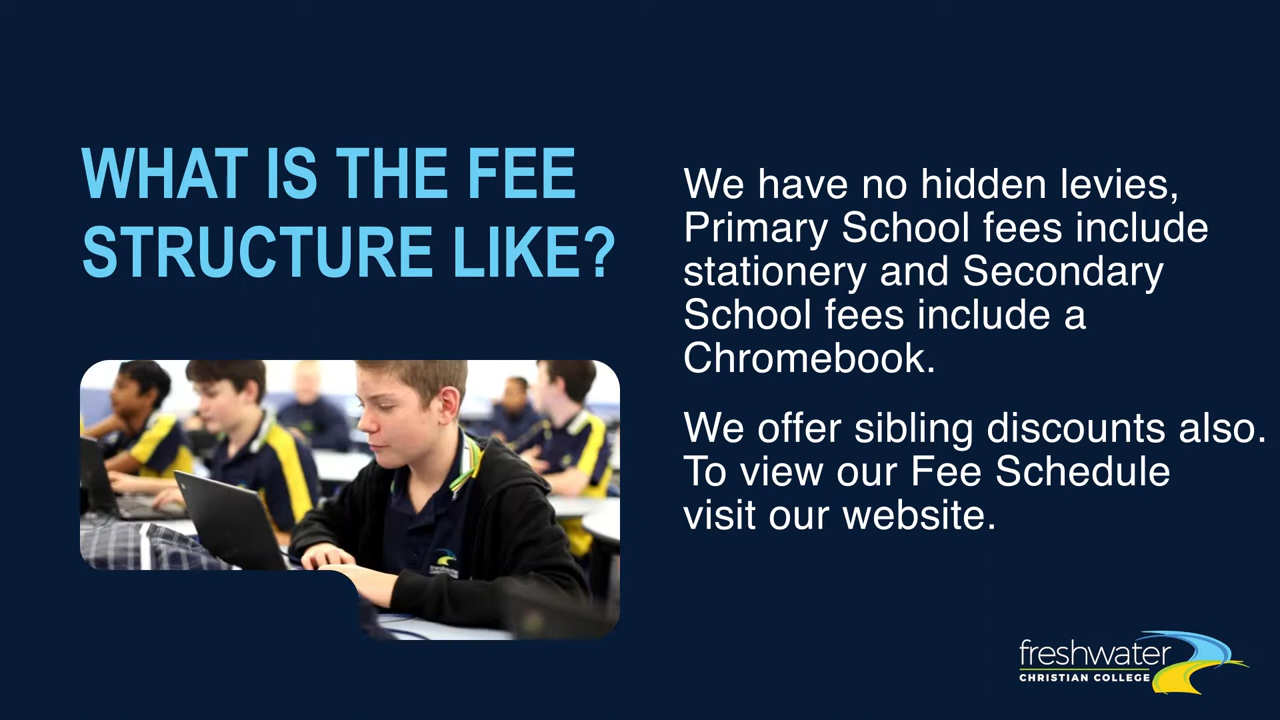 WHAT IS THE FEE
STRUCTURE LIKE?
We have no hidden levies,
Primary School fees include
stationery and Secondary
School fees include a
Chromebook.
We offer sibling discounts also.
To view our Fee Schedule
visit our website.
freshwater
CHRISTIAN COLLEGE